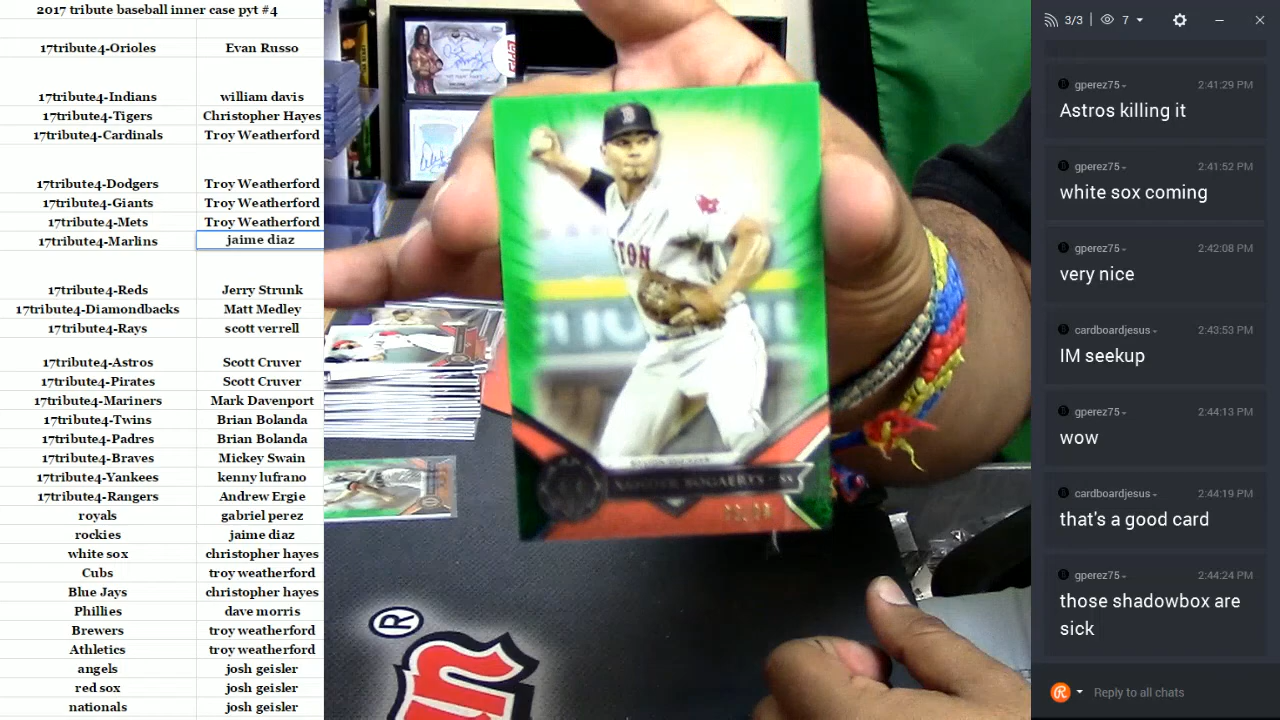 2017 tribute baseball inner case pyt #4
17tribute4-Orioles Evan Russo
17tribute4-Indians william davis
17tribute4-Tigers Christopher Hayes
17tribute4-Cardinals Troy Weatherford
17tribute4-Dodgers Troy Weatherford
17tribute4-Giants Troy Weatherford
17tribute4-Mets Troy Weatherford
17tribute4-Marlins jaime diaz
17tribute4-Reds Jerry Strunk
17tribute4-Diamondbacks Matt Medley
17tribute4-Rays scott verrell
17tribute4-Astros Scott Cruver
17tribute4-Pirates Scott Cruver
17tribute4-Mariners Mark Davenport
17tribute4-Twins Brian Bolanda
17tribute4-Padres Brian Bolanda
17tribute4-Braves Mickey Swain
17tribute4-Yankees kenny lufrano
17tribute4-Rangers Andrew Ergie
royals gabriel perez
rockies jaime diaz
white sox christopher hayes
Cubs troy weatherford
Blue Jays christopher hayes
Phillies dave morris
Brewers troy weatherford
Athletics troy weatherford
angels josh geisler
red sox josh geisler
nationals josh geisler
B
STON
XANDER BOGAERTS SS
®
3/3 7
gperez75 2:41:29 PM
Astros killing it
gperez75 2:41:52 PM
white sox coming
gperez75 2:42:08 PM
very nice
cardboardjesus 2:43:53 PM
IM seekup
gperez75 2:44:13 PM
wow
cardboardjesus 2:44:19 PM
that's a good card
gperez75 2:44:24 PM
those shadowbox are
sick
Reply to all chats